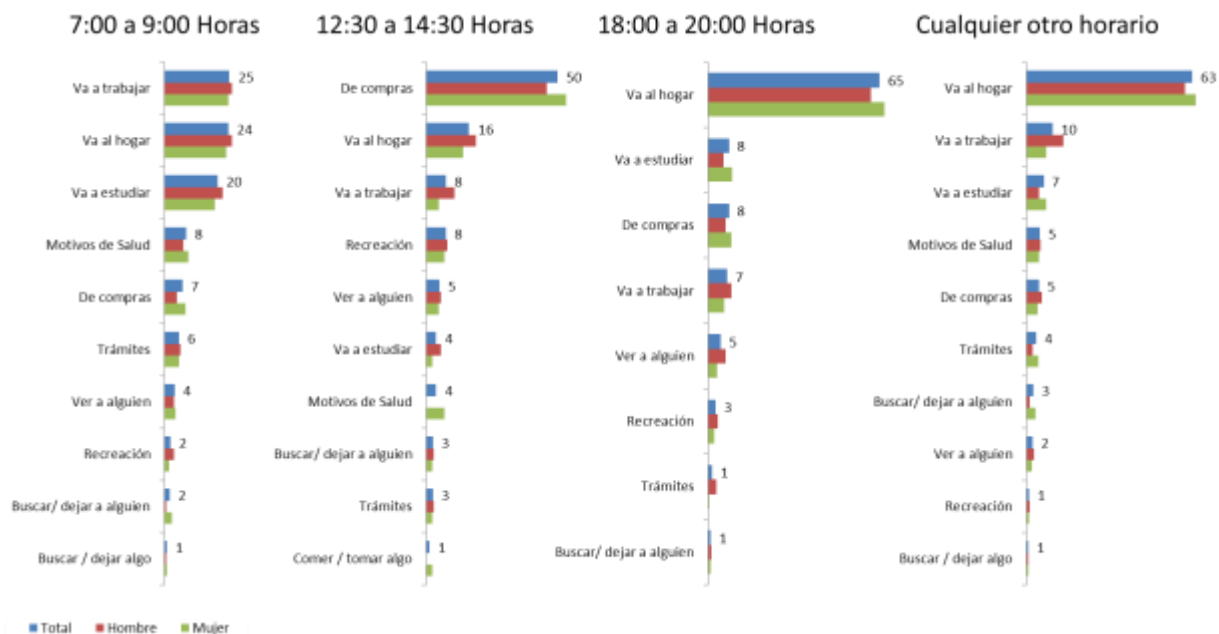 7:00 a 9:00 Horas
Va a trabajar 25
Va al hogar 24
Va a estudiar 20
Motivos de Salud 8
De compras 7
Trámites 6
Ver a alguien 4
Recreación 2
Buscar/ dejar a alguien 2
Buscar / dejar algo 1
12:30 a 14:30 Horas
De compras 50
Va al hogar 16
Va a trabajar 8
Recreación 8
Ver a alguien 5
Va a estudiar 4
Motivos de Salud 4
Buscar/ dejar a alguien 3
Trámites 3
Comer / tomar algo 1
18:00 a 20:00 Horas
Va al hogar 65
Va a estudiar 8
De compras 8
Va a trabajar 7
Ver a alguien 5
Recreación 3
Trámites 1
Buscar/ dejar a alguien 1
Cualquier otro horario
Va al hogar 63
Va a trabajar 10
Va a estudiar 7
Motivos de Salud 5
De compras 5
Trámites 4
Buscar/ dejar a alguien 3
Ver a alguien 2
Recreación 1
Buscar / dejar algo 1
Total Hombre Mujer